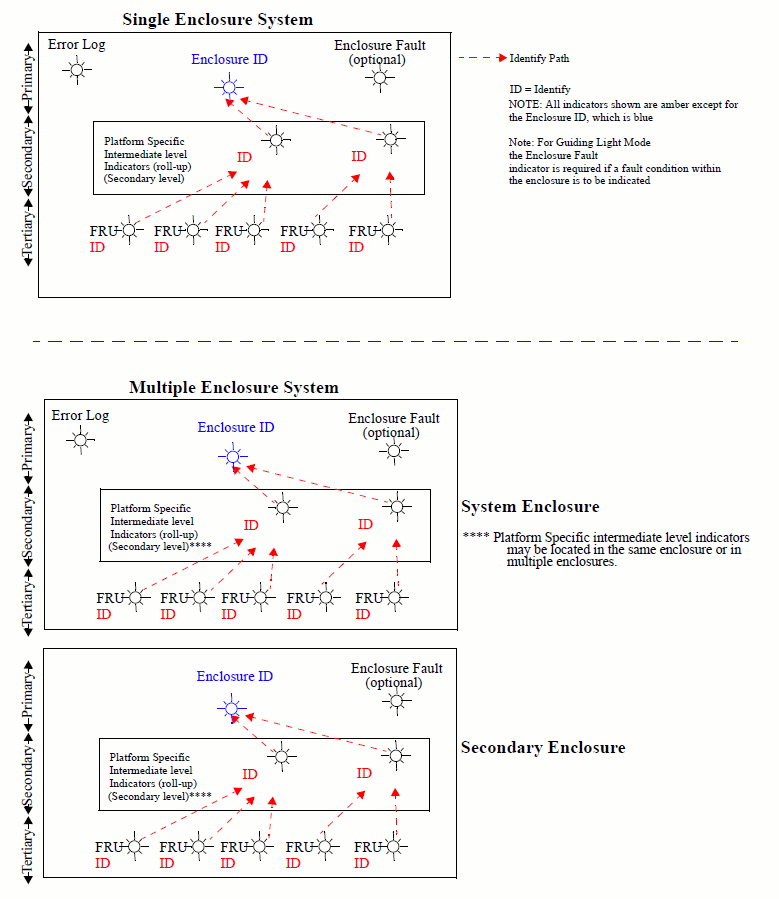 Single Enclosure System
Error Log
Enclosure ID
Enclosure Fault
(optional)
Identify Path
ID = Identify
NOTE: All indicators shown are amber except for
the Enclosure ID, which is blue
Note: For Guiding Light Mode
the Enclosure Fault
indicator is required if a fault condition within
the enclosure is to be indicated
Primary
Secondary
Tertiary
Platform Specific
Intermediate level
Indicators (roll-up)
(Secondary level)
ID
ID
FRU
FRU
FRU
FRU
FRU
ID
ID
ID
ID
ID
Multiple Enclosure System
Error Log
Enclosure ID
Enclosure Fault
(optional)
Primary
Secondary
Tertiary
Platform Specific
Intermediate level
Indicators (roll-up)
(Secondary level)****
ID
ID
System Enclosure
**** Platform Specific intermediate level indicators
may be located in the same enclosure or in
multiple enclosures.
FRU
FRU
FRU
FRU
FRU
ID
ID
ID
ID
ID
Enclosure ID
Enclosure Fault
(optional)
Primary
Secondary
Tertiary
Platform Specific
Intermediate level
Indicators (roll-up)
(Secondary level)****
ID
ID
Secondary Enclosure
FRU
FRU
FRU
FRU
FRU
ID
ID
ID
ID
ID